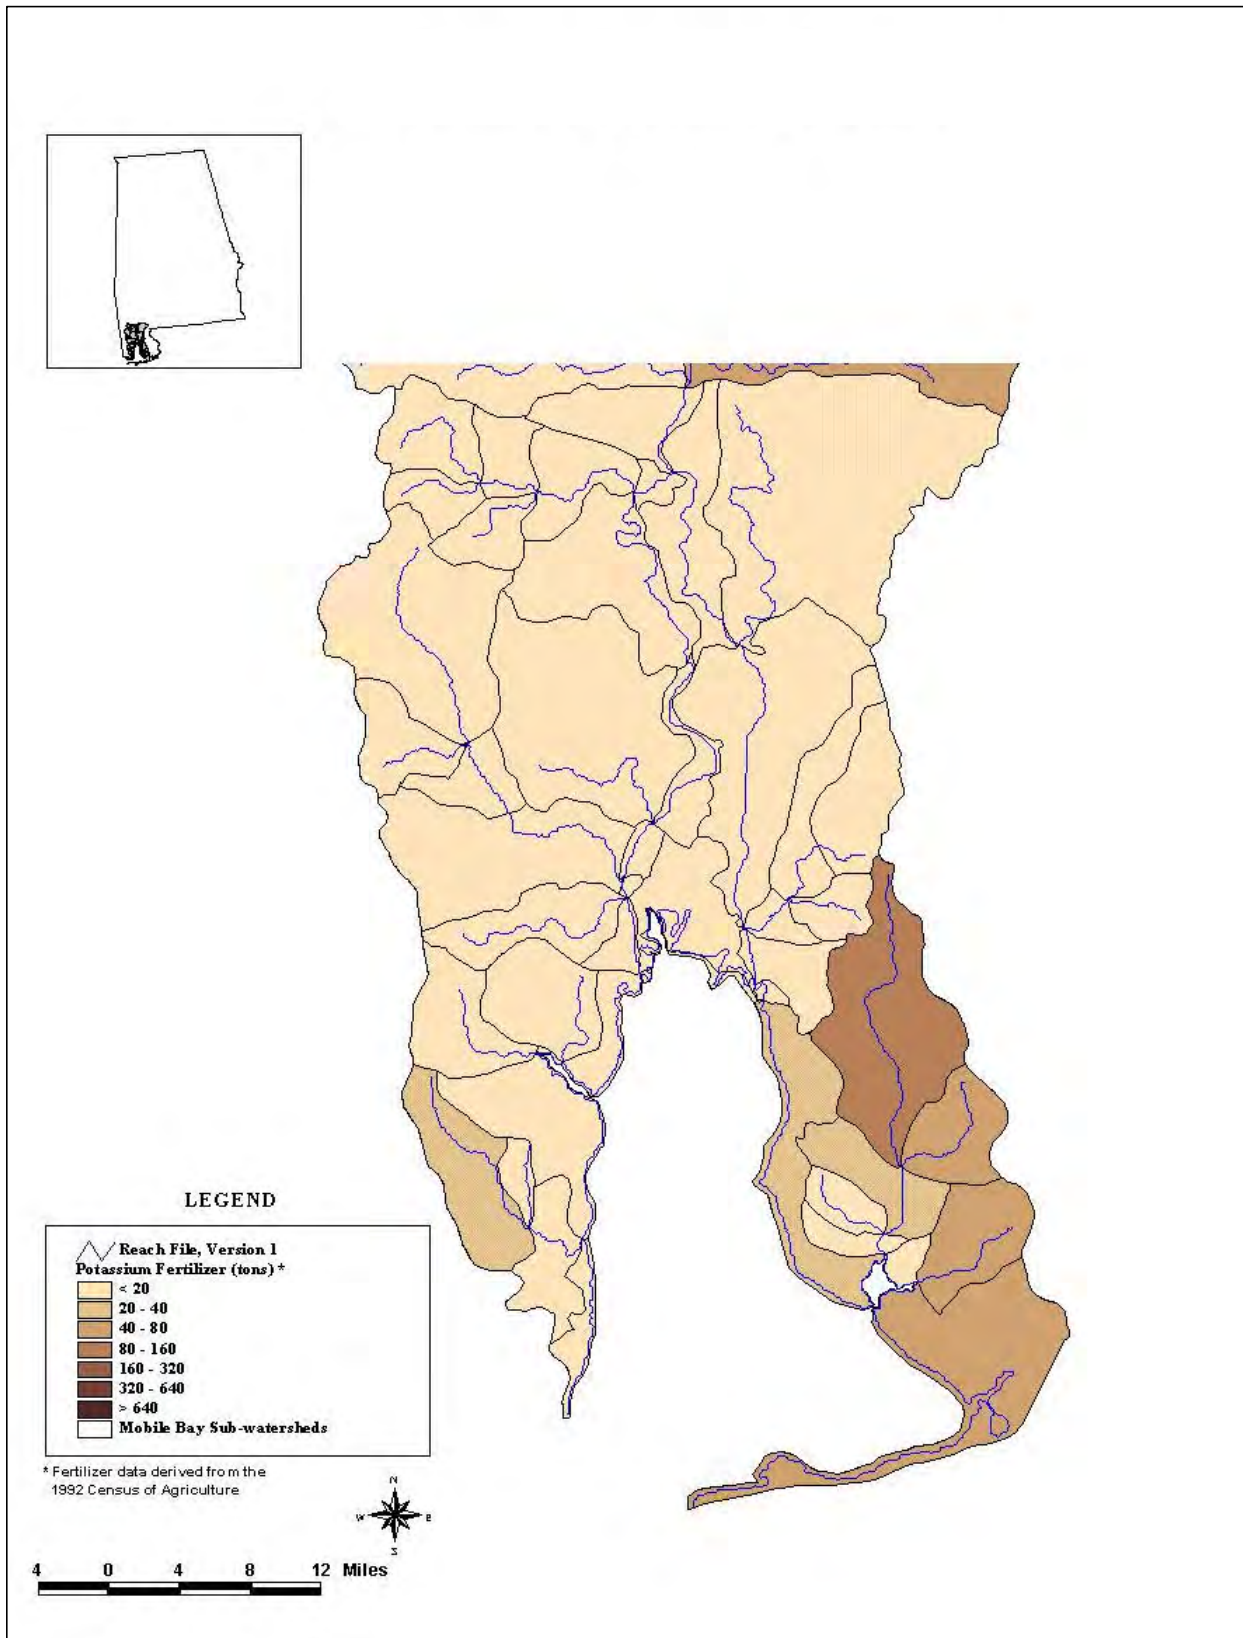 LEGEND
Reach File, Version 1
Potassium Fertilizer (tons) *
< 20
20 - 40
40 - 80
80 - 160
160 - 320
320 - 640
> 640
Mobile Bay Sub-watersheds
* Fertilizer data derived from the
1992 Census of Agriculture
N
W E
S
4 0 4 8 12 Miles